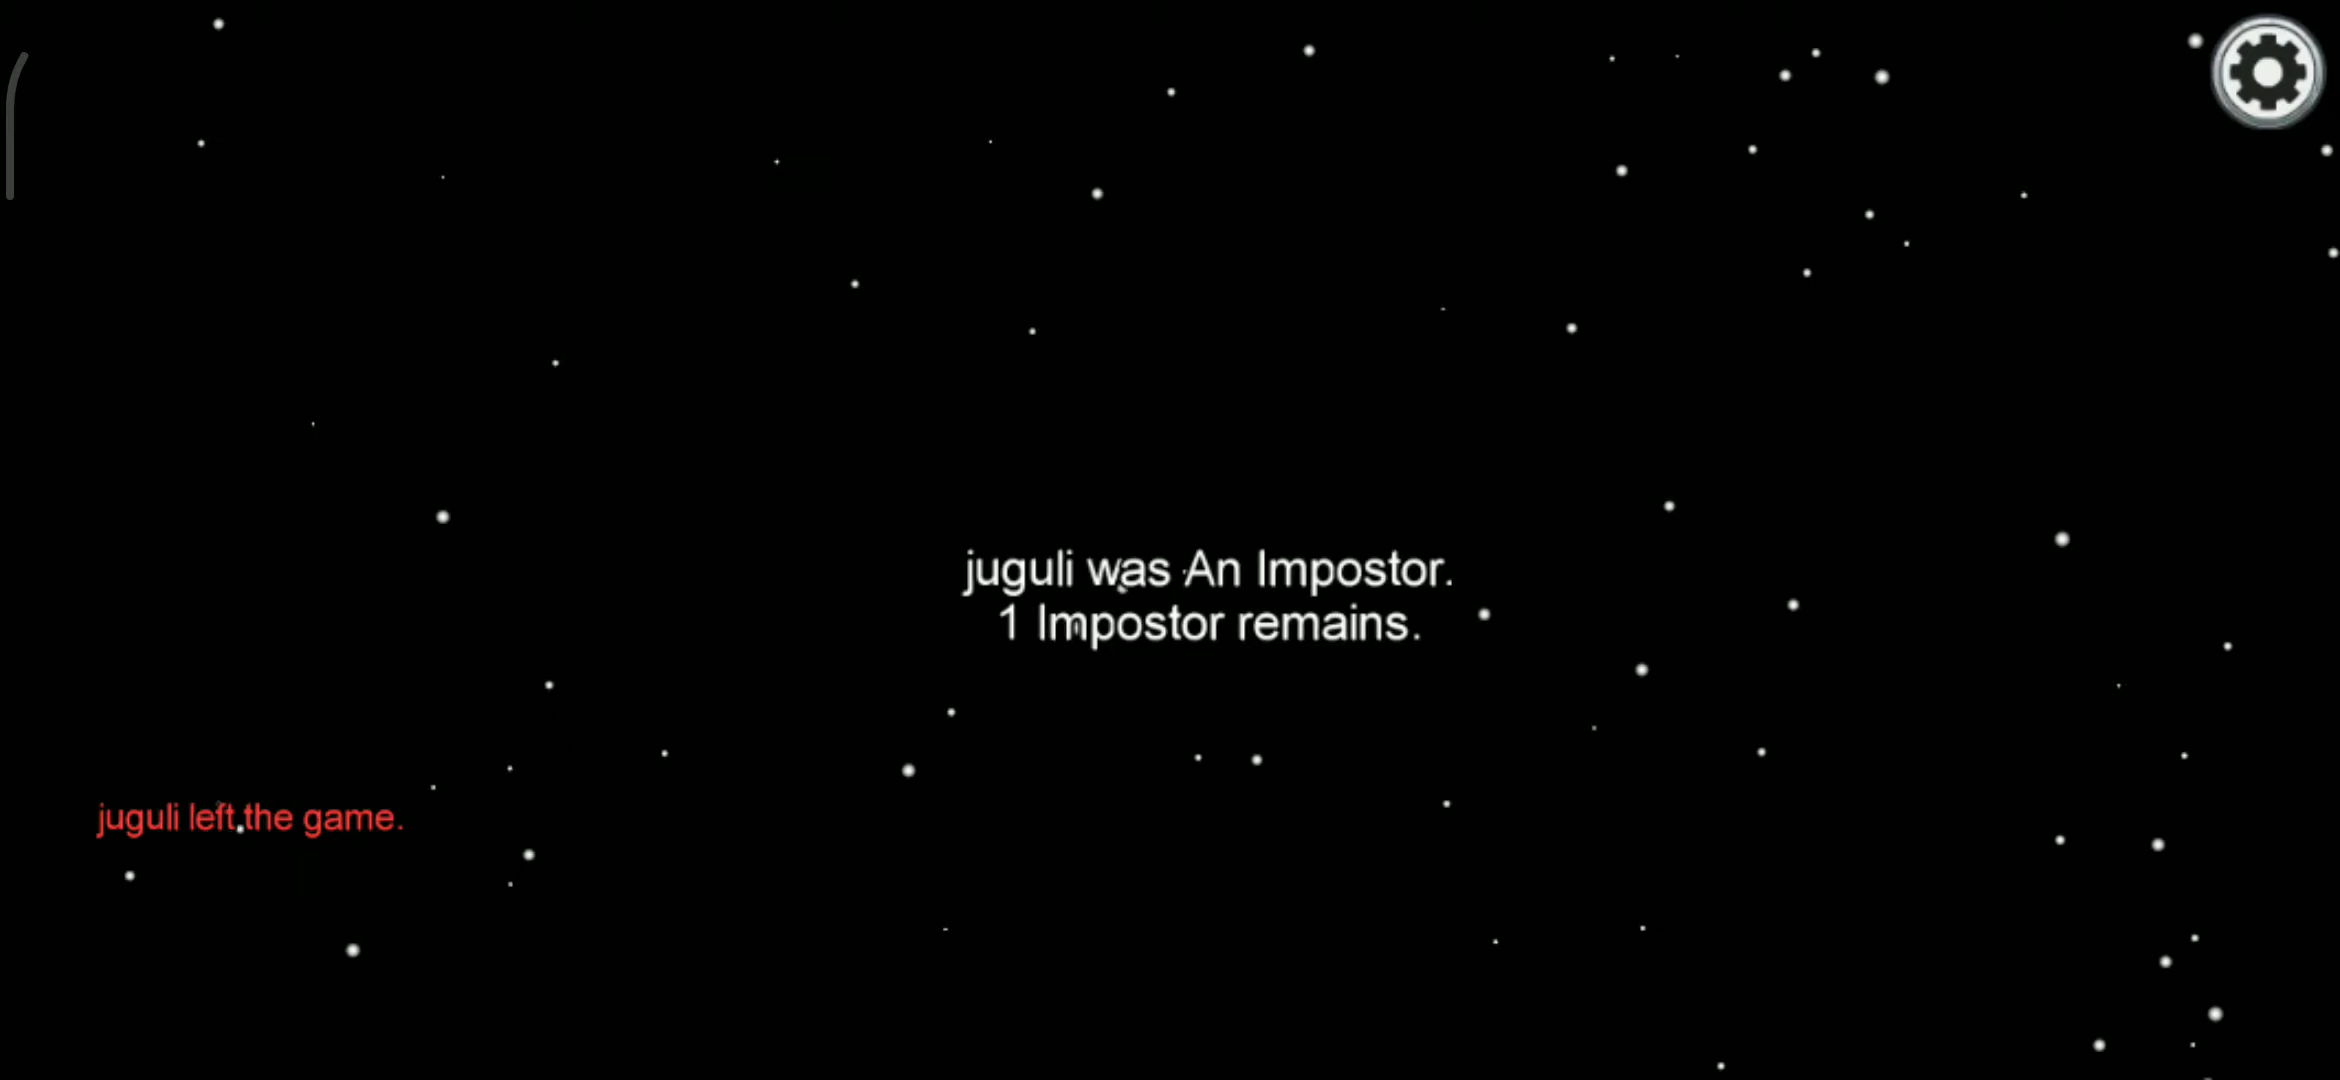 juguli was An Impostor.
1 Impostor remains.
juguli left the game.